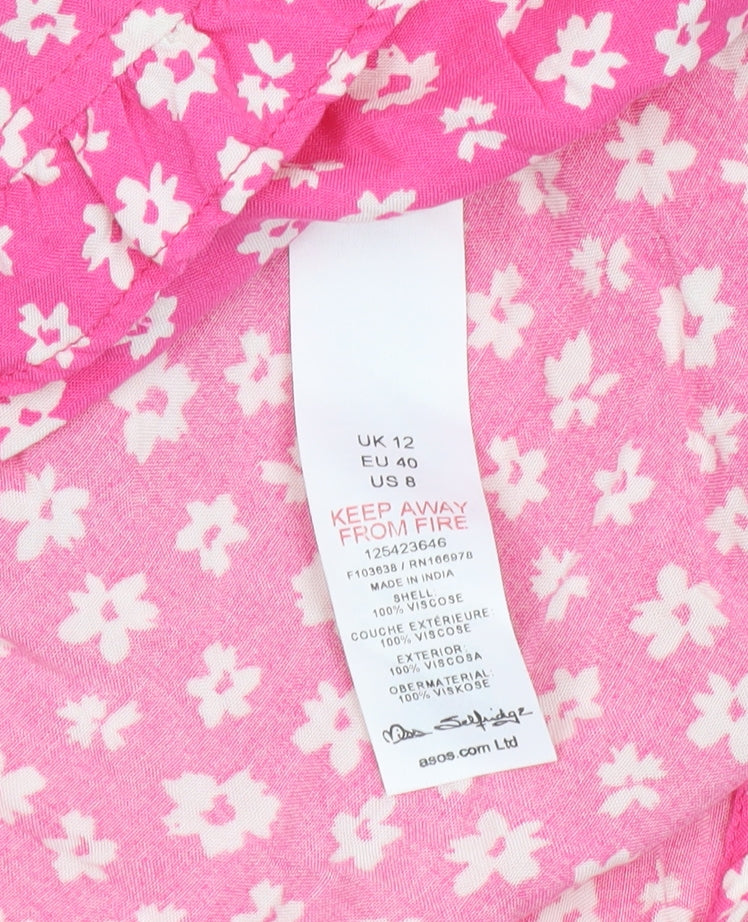 UK 12
EU 40
US 8
KEEP AWAY
FROM FIRE
125423646
F103638 / RN166978
MADE IN INDIA
SHELL:
100% VISCOSE
COUCHE EXTÉRIEURE:
100% VISCOSE
EXTERIOR:
100% VISCOSA
OBERMATERIAL:
100% VISKOSE
Miss Selfridge
asos.com Ltd